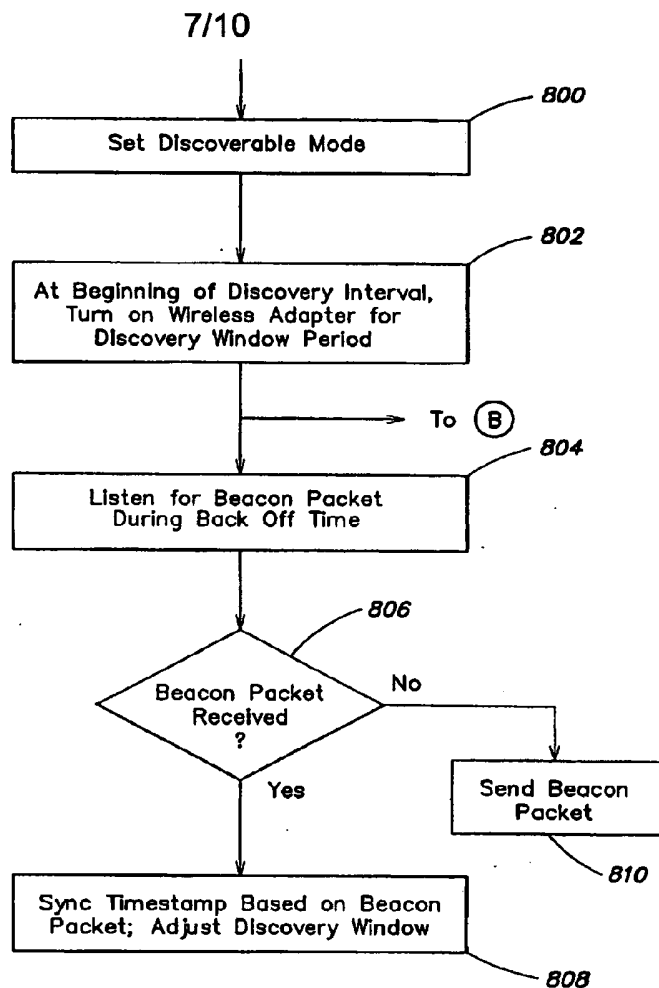 7/10
800
Set Discoverable Mode
802
At Beginning of Discovery Interval,
Turn on Wireless Adapter for
Discovery Window Period
To B
804
Listen for Beacon Packet
During Back Off Time
806
Beacon Packet
Received
?
No
Yes
Send Beacon
Packet
810
Sync Timestamp Based on Beacon
Packet; Adjust Discovery Window
808